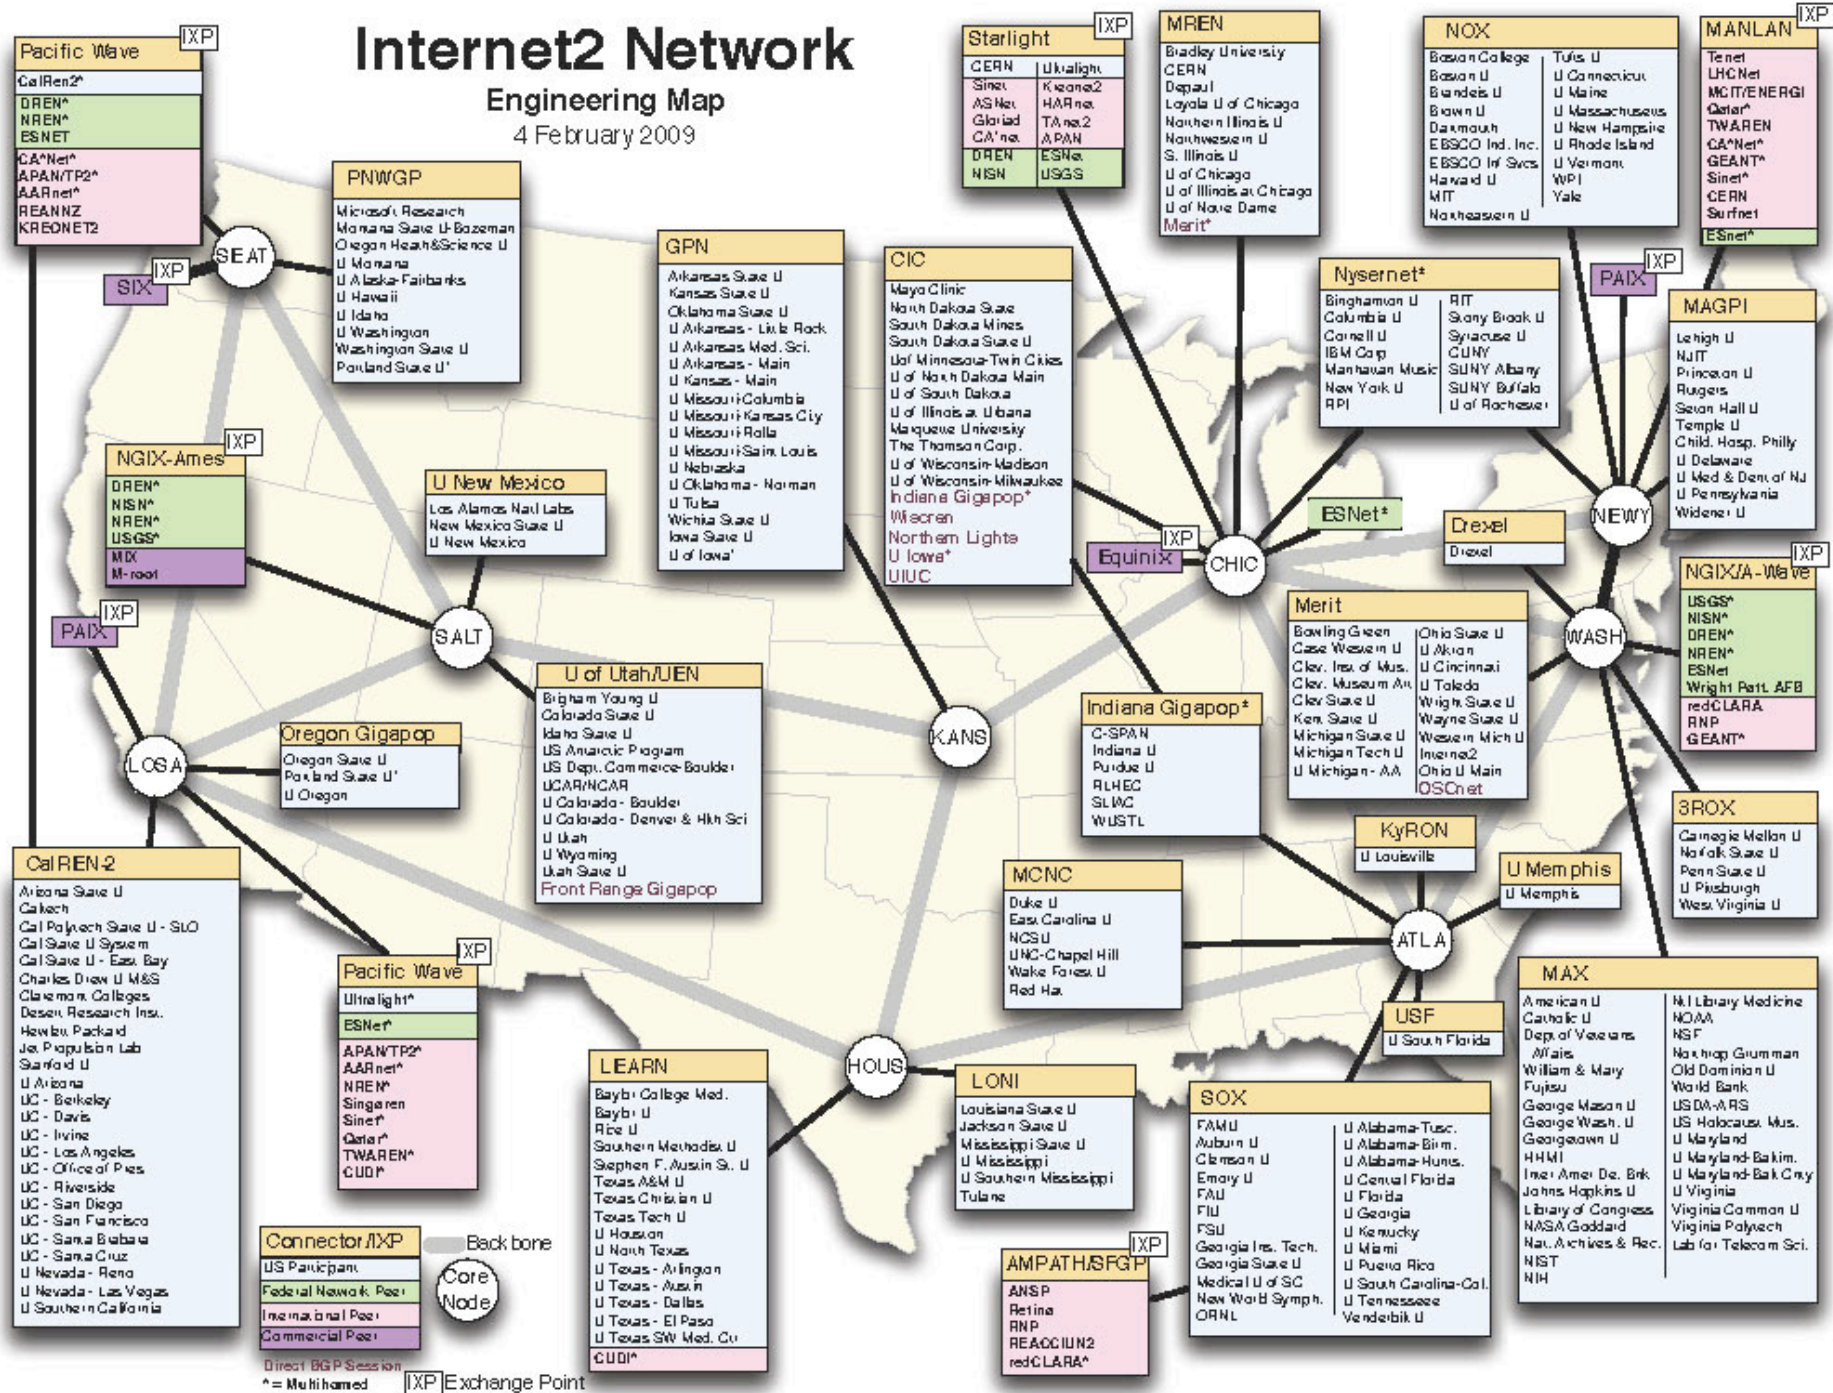 Internet2 Network
Engineering Map
4 February 2009
Pacific Wave
IXP
CalRen2*
DREN*
NREN*
ESNET
CA*Net*
APAN/TP2*
AARnet*
REANNZ
KREONET2
SEAT
IXP
SIX
PNWGP
Microsoft Research
Montana State U-Bozeman
Oregon Heath&Science U
U Montana
U Alaska-Fairbanks
U Hawaii
U Idaho
U Washington
Washington State U
Portland State U*
NGIX-Ames
IXP
DREN*
NISN*
NREN*
USGS*
MIX
M-root
U New Mexico
Los Alamos Natl Labs
New Mexico State U
U New Mexico
IXP
PAIX
SALT
LOSA
Oregon Gigapop
Oregon State U
Portland State U*
U Oregon
U of Utah/UEN
Brigham Young U
Colorado State U
Idaho State U
US Antarctic Program
US Dept. Commerce-Boulder
UCAR/NCAR
U Colorado - Boulder
U Colorado - Denver & Hlth Sci
U Utah
U Wyoming
Utah State U
Front Range Gigapop
CalREN-2
Arizona State U
Caltech
Cal Polytech State U - SLO
Cal State U System
Cal State U - East Bay
Charles Drew U M&S
Claremont Colleges
Desert Research Inst.
Hewlett Packard
Jet Propulsion Lab
Stanford U
U Arizona
UC - Berkeley
UC - Davis
UC - Irvine
UC - Los Angeles
UC - Office of Pres
UC - Riverside
UC - San Diego
UC - San Francisco
UC - Santa Barbara
UC - Santa Cruz
U Nevada - Reno
U Nevada - Las Vegas
U Southern California
Pacific Wave
IXP
Ultralight*
ESNet*
APAN/TP2*
AARnet*
NREN*
Singaren
Sinet*
Qatar*
TWAREN*
CUDI*
GPN
Arkansas State U
Kansas State U
Oklahoma State U
U Arkansas - Little Rock
U Arkansas Med. Sci.
U Arkansas - Main
U Kansas - Main
U Missouri-Columbia
U Missouri-Kansas City
U Missouri-Rolla
U Missouri-Saint Louis
U Nebraska
U Oklahoma - Norman
U Tulsa
Wichita State U
Iowa State U
U of Iowa*
CIC
Mayo Clinic
North Dakota State
South Dakota Mines
South Dakota State U
Uof Minnesota-Twin Cities
U of North Dakota Main
U of South Dakota
U of Illinois at Urbana
Marquette University
The Thomson Corp.
U of Wisconsin-Madison
U of Wisconsin-Milwaukee
Indiana Gigapop*
Wiscren
Northern Lights
U Iowa*
UIUC
Starlight
IXP
CERN Ultralight
Sinet Kreonet2
ASNet HARnet
Gloriad TAnet2
CA*net APAN
DREN ESNet
NISN USGS
MREN
Bradley University
CERN
Depaul
Loyola U of Chicago
Northern Illinois U
Northwestern U
S. Illinois U
U of Chicago
U of Illinois at Chicago
U of Notre Dame
Merit*
Nysernet*
Binghamton U RIT
Columbia U Stony Brook U
Cornell U Syracuse U
IBM Corp CUNY
Manhattan Music SUNY Albany
New York U SUNY Buffalo
RPI U of Rochester
NOX
Boston College Tufts U
Boston U U Connecticut
Brandeis U U Maine
Brown U U Massachusetts
Dartmouth U New Hampshire
EBSCO Ind. Inc. U Rhode Island
EBSCO Inf Svcs U Vermont
Harvard U WPI
MIT Yale
Northeastern U
MANLAN
IXP
Tenet
LHCNet
MCIT/ENERGI
Qatar*
TWAREN
CA*Net*
GEANT*
Sinet*
CERN
Surfnet
ESnet*
IXP
PAIX
MAGPI
Lehigh U
NJIT
Princeton U
Rutgers
Seton Hall U
Temple U
Child. Hosp. Philly
U Delaware
U Med & Dent of NJ
U Pennsylvania
Widener U
ESNet*
IXP
Equinix
CHIC
NEWY
Drexel
Drexel
WASH
NGIX/A-Wave
IXP
USGS*
NISN*
DREN*
NREN*
ESNet
Wright Patt. AFB
redCLARA
RNP
GEANT*
Merit
Bowling Green Ohio State U
Case Western U U Akron
Clev. Inst of Mus. U Cincinnati
Clev. Museum Art U Toledo
Clev State U Wright State U
Kent State U Wayne State U
Michigan State U Western Mich U
Michigan Tech U Internet2
U Michigan - AA Ohio U Main
OSCnet
KANS
Indiana Gigapop*
C-SPAN
Indiana U
Purdue U
RLHEC
SLIAC
WUSTL
3ROX
Carnegie Mellon U
Norfolk State U
Penn State U
U Pittsburgh
West Virginia U
KyRON
U Louisville
U Memphis
U Memphis
MCNC
Duke U
East Carolina U
NCSU
UNC-Chapel Hill
Wake Forest U
Red Hat
ATLA
USF
U South Florida
MAX
American U Ntl Library Medicine
Catholic U NOAA
Dept of Veterans NSF
Affairs Northrop Grumman
William & Mary Old Dominion U
Fujitsu World Bank
George Mason U USDA-ARS
George Wash. U US Holocaust Mus.
Georgetown U U Maryland
HHMI U Maryland-Baltim.
Inter Amer De. Bnk U Maryland-Balt Cnty
Johns Hopkins U U Virginia
Library of Congress Virginia Common U
NASA Goddard Virginia Polytech
Nat. Archives & Rec. Lab for Telecom Sci.
NIST
NIH
HOUS
LEARN
Baylor College Med.
Baylor U
Rice U
Southern Methodist U
Stephen F. Austin St. U
Texas A&M U
Texas Christian U
Texas Tech U
U Houston
U North Texas
U Texas - Arlington
U Texas - Austin
U Texas - Dallas
U Texas - El Paso
U Texas SW Med. Ctr
CUDI*
LONI
Louisiana State U
Jackson State U
Mississippi State U
U Mississippi
U Southern Mississippi
Tulane
SOX
FAMU U Alabama-Tusc.
Auburn U U Alabama-Birm.
Clemson U U Alabama-Hunts.
Emory U U Central Florida
FAU U Florida
FIU U Georgia
FSU U Kentucky
Georgia Ins. Tech. U Miami
Georgia State U U Puerto Rico
Medical U of SC U South Carolina-Col.
New World Symph. U Tennessee
ORNL Vanderbilt U
AMPATH/SFGP
IXP
ANSP
Retina
RNP
REACCIUN2
redCLARA*
Connector/IXP
US Participant
Federal Network Peer
International Peer
Commercial Peer
Direct BGP Session
* = Multihomed
Backbone
Core
Node
IXP Exchange Point